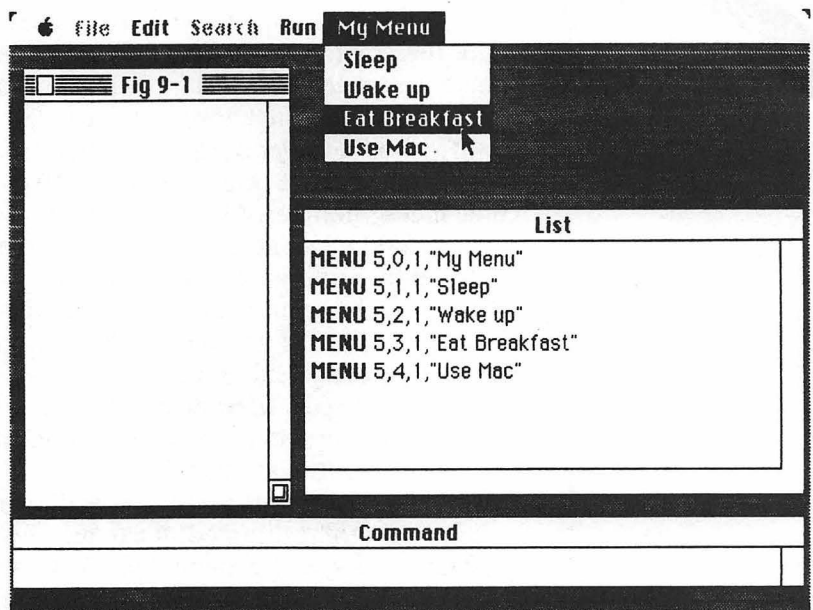 File Edit Search Run My Menu
Sleep
Wake up
Eat Breakfast
Use Mac
Fig 9-1
List
MENU 5,0,1,"My Menu"
MENU 5,1,1,"Sleep"
MENU 5,2,1,"Wake up"
MENU 5,3,1,"Eat Breakfast"
MENU 5,4,1,"Use Mac"
Command